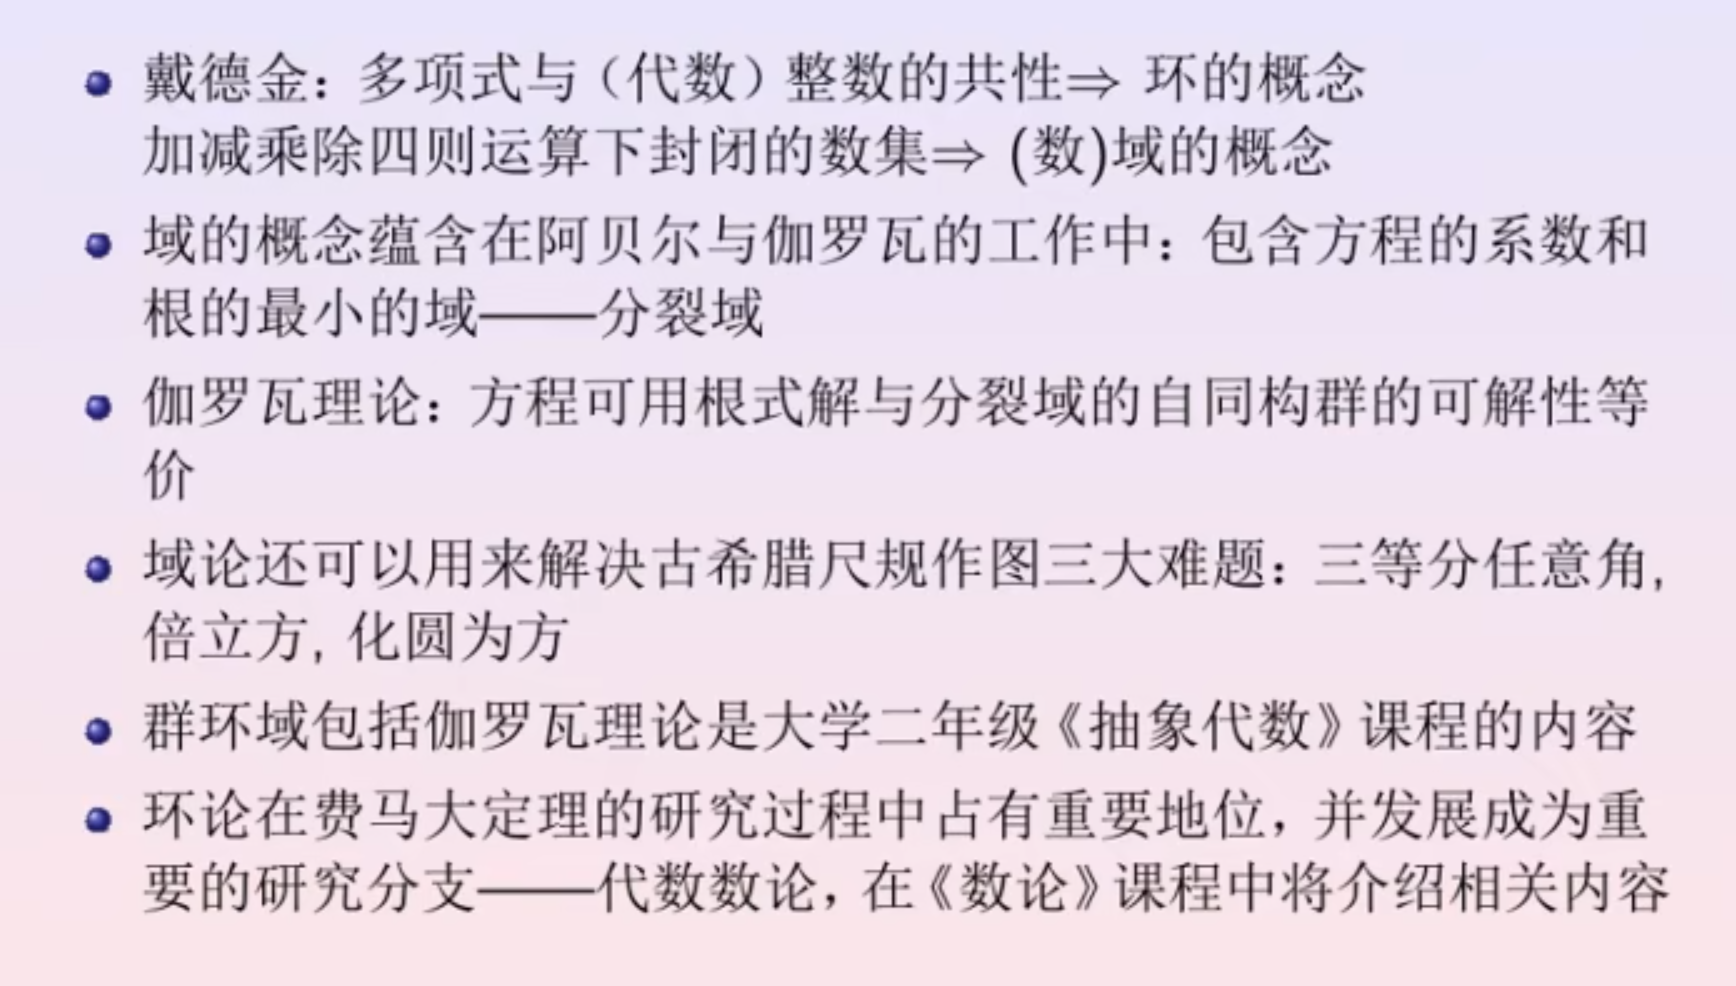 戴德金：多项式与（代数）整数的共性⇒ 环的概念
加减乘除四则运算下封闭的数集⇒ (数)域的概念
域的概念蕴含在阿贝尔与伽罗瓦的工作中：包含方程的系数和
根的最小的域——分裂域
伽罗瓦理论：方程可用根式解与分裂域的自同构群的可解性等
价
域论还可以用来解决古希腊尺规作图三大难题：三等分任意角,
倍立方, 化圆为方
群环域包括伽罗瓦理论是大学二年级《抽象代数》课程的内容
环论在费马大定理的研究过程中占有重要地位，并发展成为重
要的研究分支——代数数论，在《数论》课程中将介绍相关内容